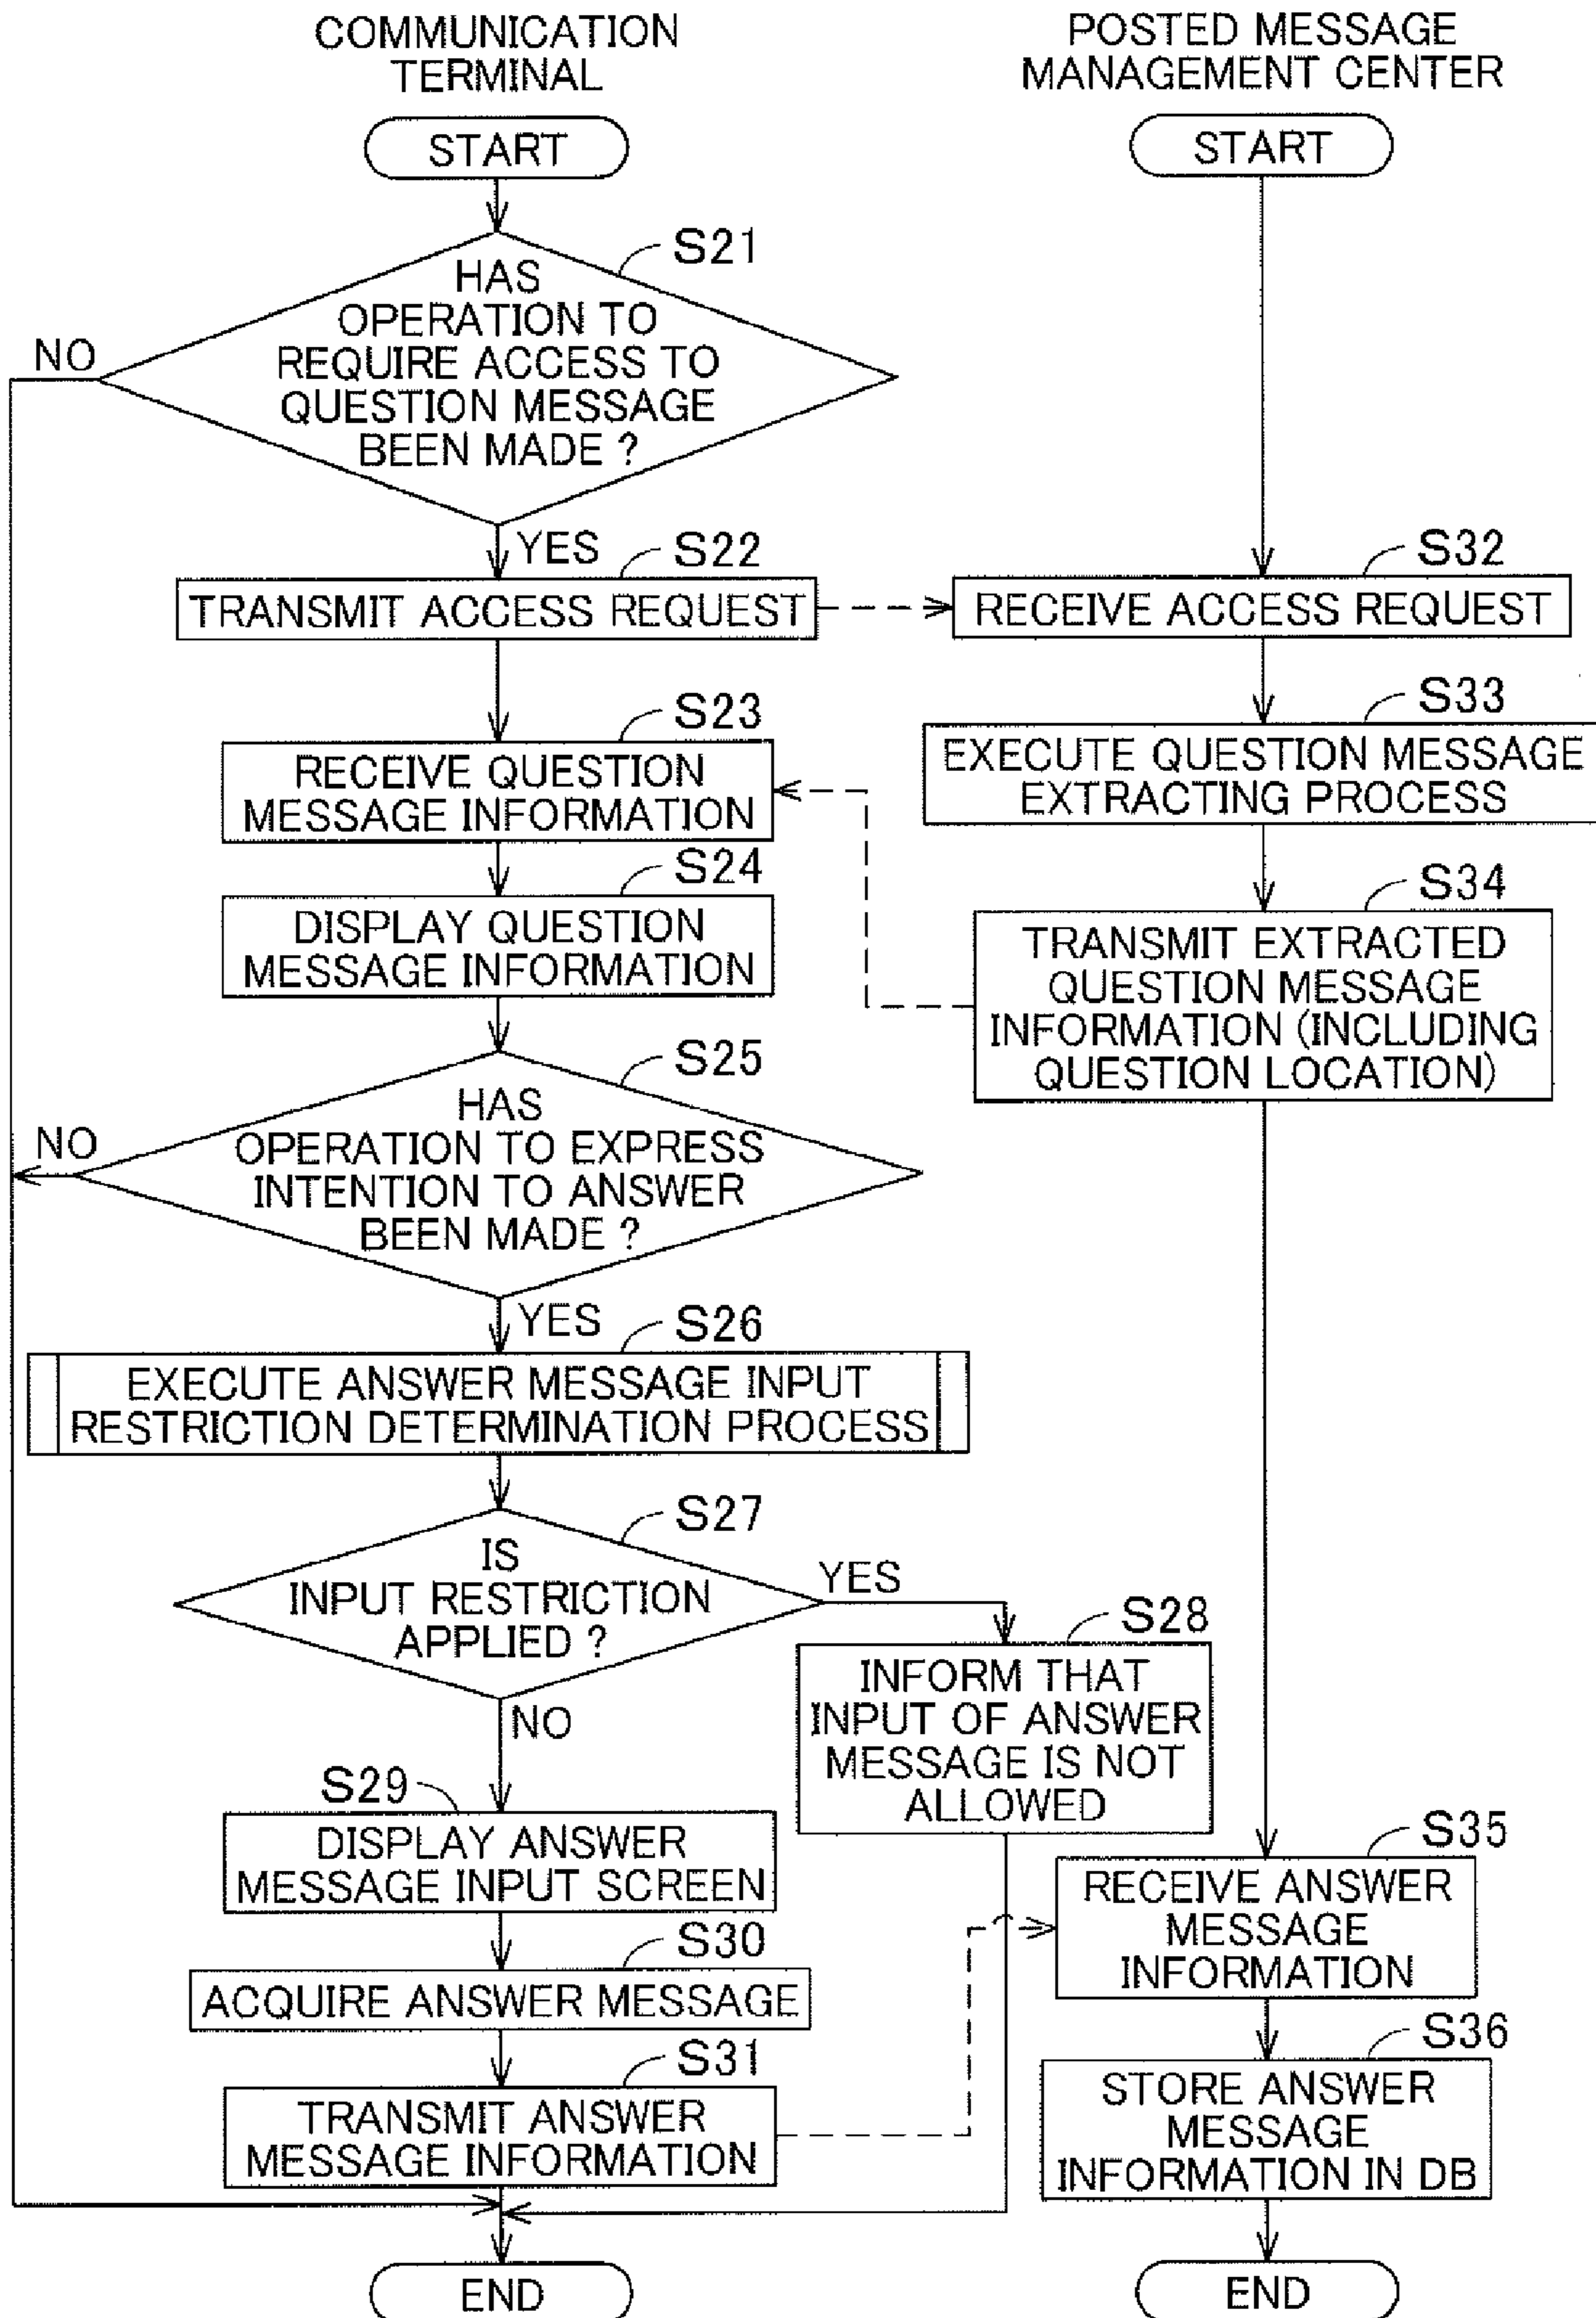 COMMUNICATION
TERMINAL
START
S21
HAS
OPERATION TO
REQUIRE ACCESS TO
QUESTION MESSAGE
BEEN MADE ?
NO
YES
S22
TRANSMIT ACCESS REQUEST
S23
RECEIVE QUESTION
MESSAGE INFORMATION
S24
DISPLAY QUESTION
MESSAGE INFORMATION
S25
HAS
OPERATION TO EXPRESS
INTENTION TO ANSWER
BEEN MADE ?
NO
YES
S26
EXECUTE ANSWER MESSAGE INPUT
RESTRICTION DETERMINATION PROCESS
S27
IS
INPUT RESTRICTION
APPLIED ?
YES
S28
INFORM THAT
INPUT OF ANSWER
MESSAGE IS NOT
ALLOWED
NO
S29
DISPLAY ANSWER
MESSAGE INPUT SCREEN
S30
ACQUIRE ANSWER MESSAGE
S31
TRANSMIT ANSWER
MESSAGE INFORMATION
END
POSTED MESSAGE
MANAGEMENT CENTER
START
S32
RECEIVE ACCESS REQUEST
S33
EXECUTE QUESTION MESSAGE
EXTRACTING PROCESS
S34
TRANSMIT EXTRACTED
QUESTION MESSAGE
INFORMATION (INCLUDING
QUESTION LOCATION)
S35
RECEIVE ANSWER
MESSAGE
INFORMATION
S36
STORE ANSWER
MESSAGE
INFORMATION IN DB
END